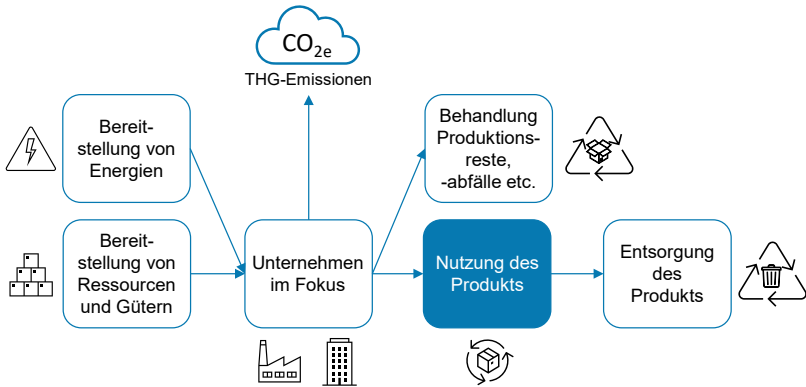 CO2e
THG-Emissionen
Bereit-
stellung von
Energien
Behandlung
Produktions-
reste,
-abfälle etc.
Bereit-
stellung von
Ressourcen
und Gütern
Unternehmen
im Fokus
Nutzung des
Produkts
Entsorgung
des
Produkts